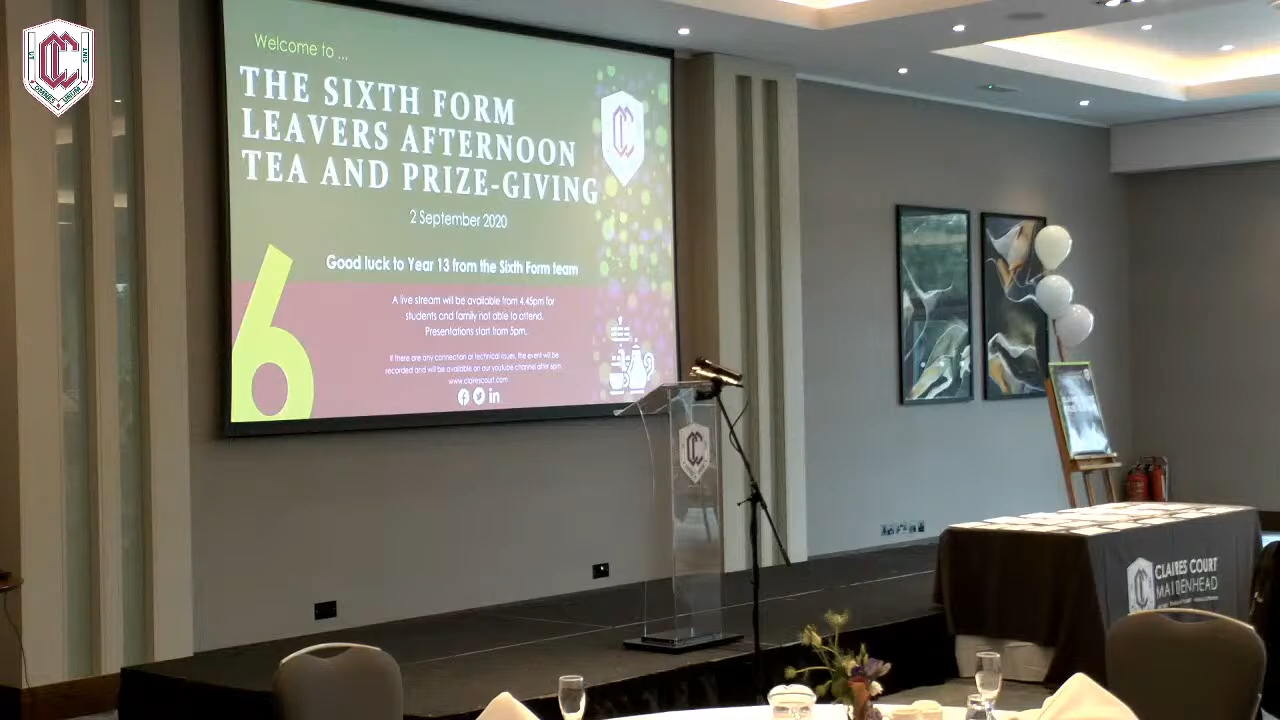 Welcome to ...
THE SIXTH FORM
LEAVERS AFTERNOON
TEA AND PRIZE-GIVING
2 September 2020
Good luck to Year 13 from the Sixth Form team
6
A live stream will be available from 4.45pm for
students and family not able to attend.
Presentations start from 5pm.
If there are any connection or technical issues, the event will be
recorded and will be available on our youtube channel after 5pm
www.clairescourt.com
CLAIRES COURT
MAIDENHEAD